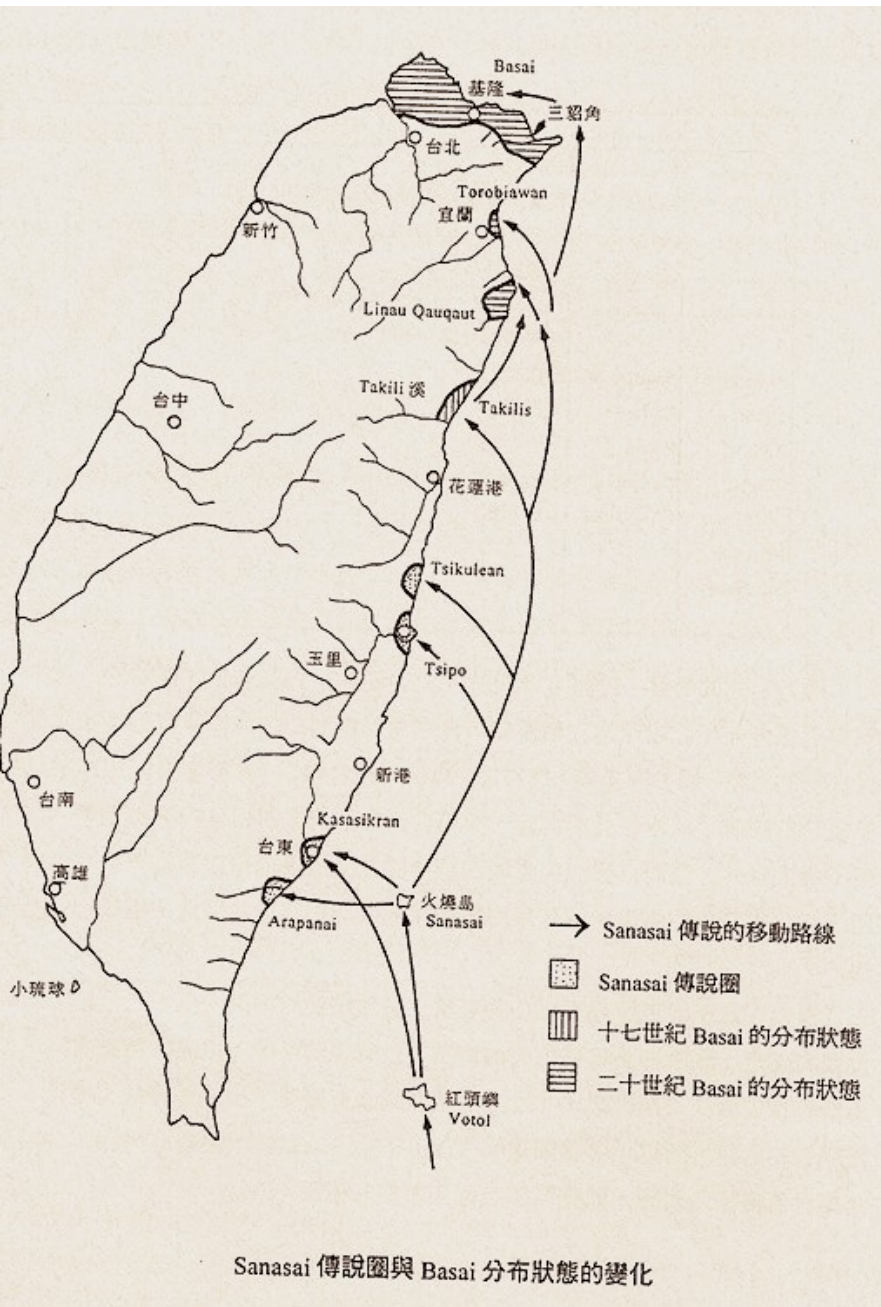 Basai
基隆
三貂角
台北
Torobiawan
宜蘭
新竹
Linau Qauqaut
Takili 溪
Takilis
台中
花蓮港
Tsikulean
玉里
Tsipo
新港
台南
Kasasikran
台東
高雄
火燒島
Sanasai
Arapanai
小琉球
紅頭嶼
Votol
Sanasai 傳說的移動路線
Sanasai 傳說圈
十七世紀 Basai 的分布狀態
二十世紀 Basai 的分布狀態
Sanasai 傳說圈與 Basai 分布狀態的變化